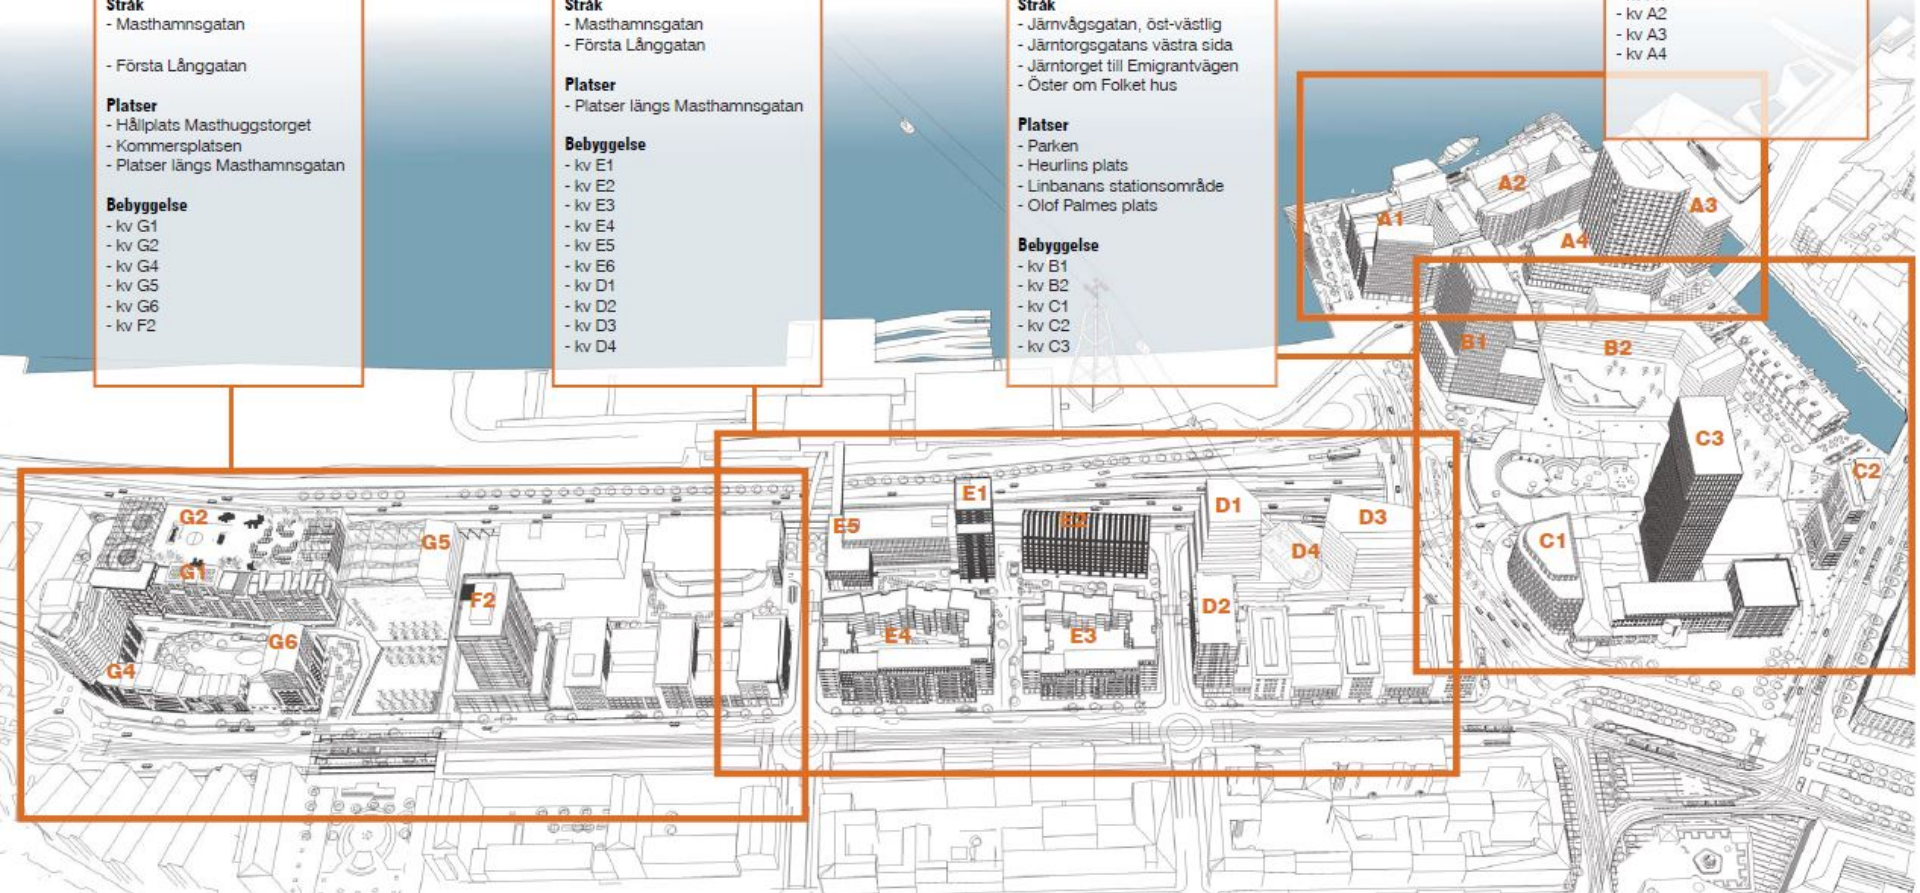 Stråk
- Masthamnsgatan
- Första Långgatan
Platser
- Hållplats Masthuggstorget
- Kommersplatsen
- Platser längs Masthamnsgatan
Bebyggelse
- kv G1
- kv G2
- kv G4
- kv G5
- kv G6
- kv F2
Stråk
- Masthamnsgatan
- Första Långgatan
Platser
- Platser längs Masthamnsgatan
Bebyggelse
- kv E1
- kv E2
- kv E3
- kv E4
- kv E5
- kv E6
- kv D1
- kv D2
- kv D3
- kv D4
Stråk
- Järnvågsgatan, öst-västlig
- Järntorgsgatans västra sida
- Järntorget till Emigrantvägen
- Öster om Folket hus
Platser
- Parken
- Heurlins plats
- Linbanans stationsområde
- Olof Palmes plats
Bebyggelse
- kv B1
- kv B2
- kv C1
- kv C2
- kv C3
- kv A2
- kv A3
- kv A4
A1
A2
A3
A4
B1
B2
C3
C2
C1
G2
G1
G5
F2
G6
G4
E5
E1
E2
E4
E3
D1
D3
D4
D2